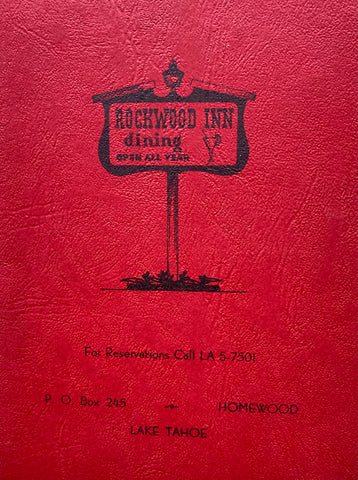 ROCKWOOD INN
dining
OPEN ALL YEAR
For Reservations Call LA 5-7501
P. O. Box 245 HOMEWOOD
LAKE TAHOE